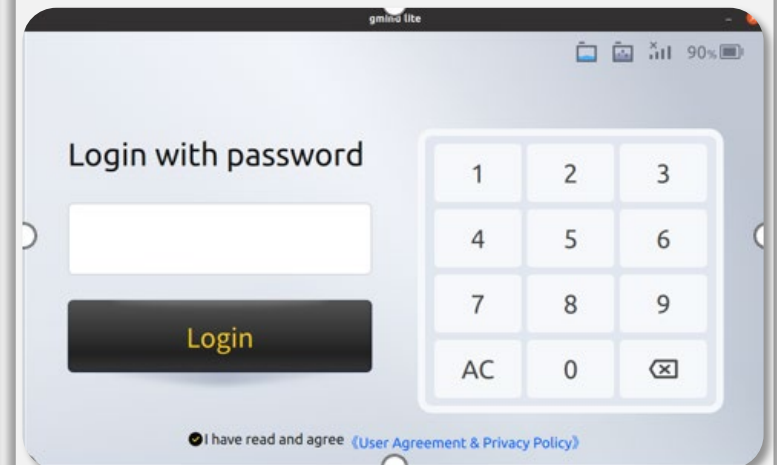 gmind lite
90%
Login with password
Login
1 2 3
4 5 6
7 8 9
AC 0
I have read and agree 《User Agreement & Privacy Policy》